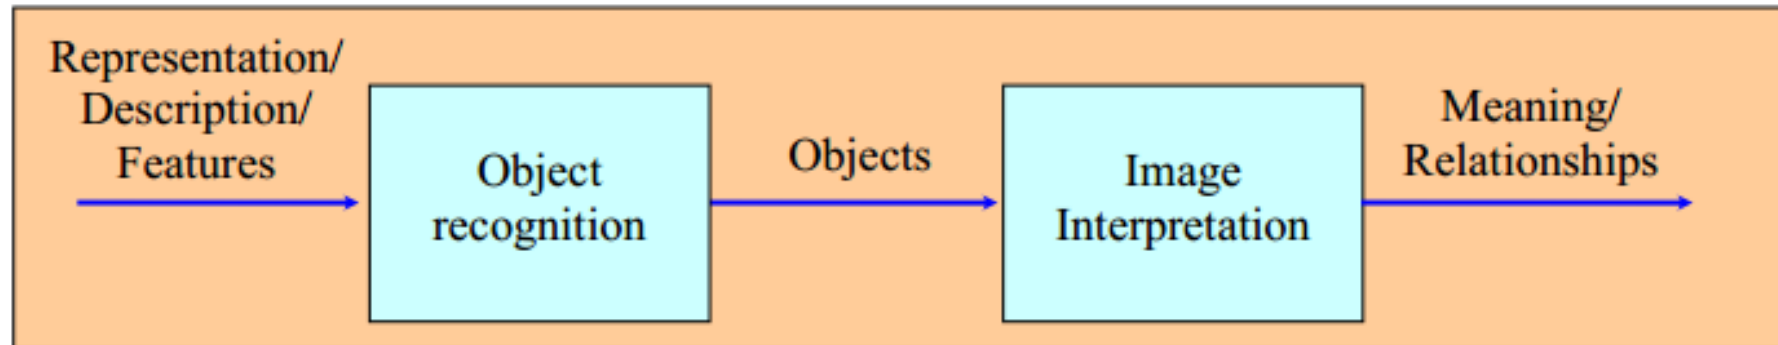 Representation/
Description/
Features
Object
recognition
Objects
Image
Interpretation
Meaning/
Relationships